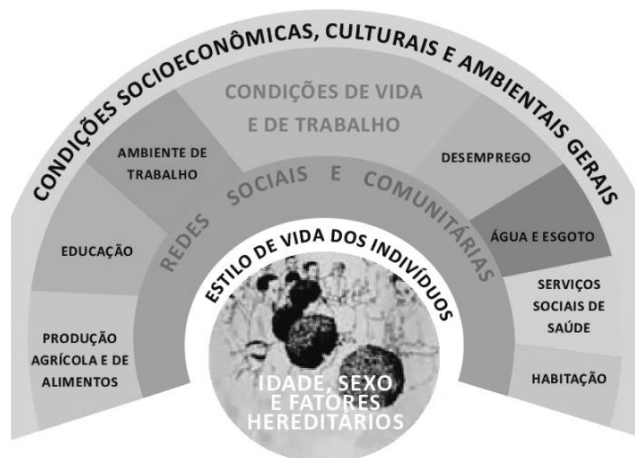 CONDIÇÕES SOCIOECONÔMICAS, CULTURAIS E AMBIENTAIS GERAIS
CONDIÇÕES DE VIDA
E DE TRABALHO
AMBIENTE DE
TRABALHO
DESEMPREGO
REDES SOCIAIS E COMUNITÁRIAS
EDUCAÇÃO
ÁGUA E ESGOTO
ESTILO DE VIDA DOS INDIVÍDUOS
SERVIÇOS
SOCIAIS DE
SAÚDE
PRODUÇÃO
AGRÍCOLA E DE
ALIMENTOS
HABITAÇÃO
IDADE, SEXO
E FATORES
HEREDITÁRIOS